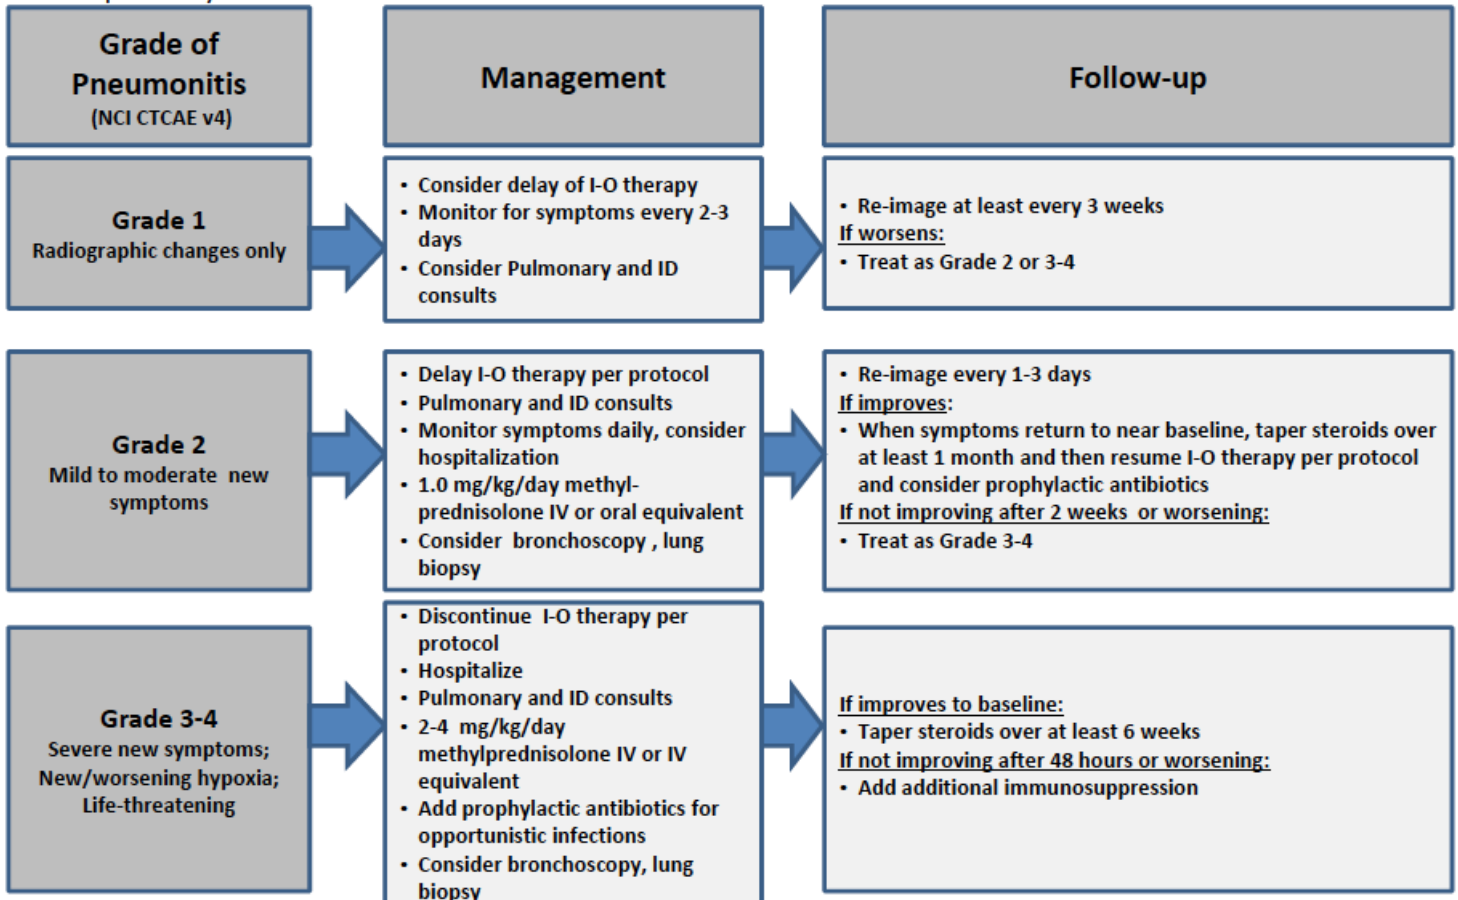 Grade of
Pneumonitis
(NCI CTCAE v4)
Management
Follow-up
Grade 1
Radiographic changes only
• Consider delay of I-O therapy
• Monitor for symptoms every 2-3
days
• Consider Pulmonary and ID
consults
• Re-image at least every 3 weeks
If worsens:
• Treat as Grade 2 or 3-4
Grade 2
Mild to moderate  new
symptoms
• Delay I-O therapy per protocol
• Pulmonary and ID consults
• Monitor symptoms daily, consider
hospitalization
• 1.0 mg/kg/day methyl-
prednisolone IV or oral equivalent
• Consider  bronchoscopy , lung
biopsy
• Re-image every 1-3 days
If improves:
• When symptoms return to near baseline, taper steroids over
at least 1 month and then resume I-O therapy per protocol
and consider prophylactic antibiotics
If not improving after 2 weeks  or worsening:
• Treat as Grade 3-4
Grade 3-4
Severe new symptoms;
New/worsening hypoxia;
Life-threatening
• Discontinue  I-O therapy per
protocol
• Hospitalize
• Pulmonary and ID consults
• 2-4  mg/kg/day
methylprednisolone IV or IV
equivalent
• Add prophylactic antibiotics for
opportunistic infections
• Consider bronchoscopy, lung
biopsy
If improves to baseline:
• Taper steroids over at least 6 weeks
If not improving after 48 hours or worsening:
• Add additional immunosuppression